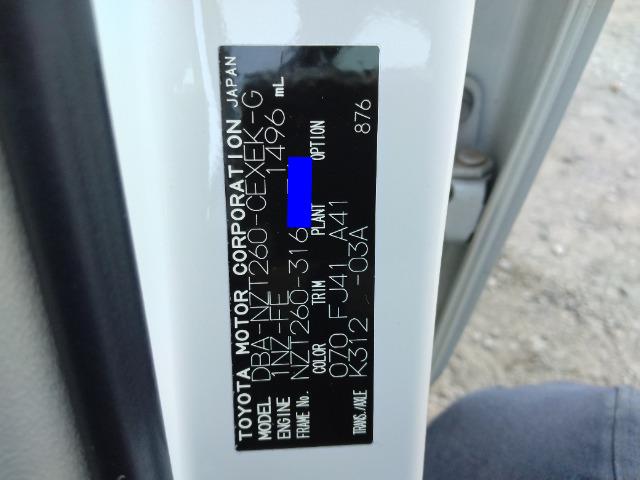 TOYOTA MOTOR CORPORATION JAPAN
MODEL DBA-NZT260-CEXEK-G
ENGINE 1NZ-FE 1496 mL
FRAME No. NZT260-316
COLOR TRIM PLANT OPTION
070 FJ41 A41 876
TRANS./AXLE K312 -03A